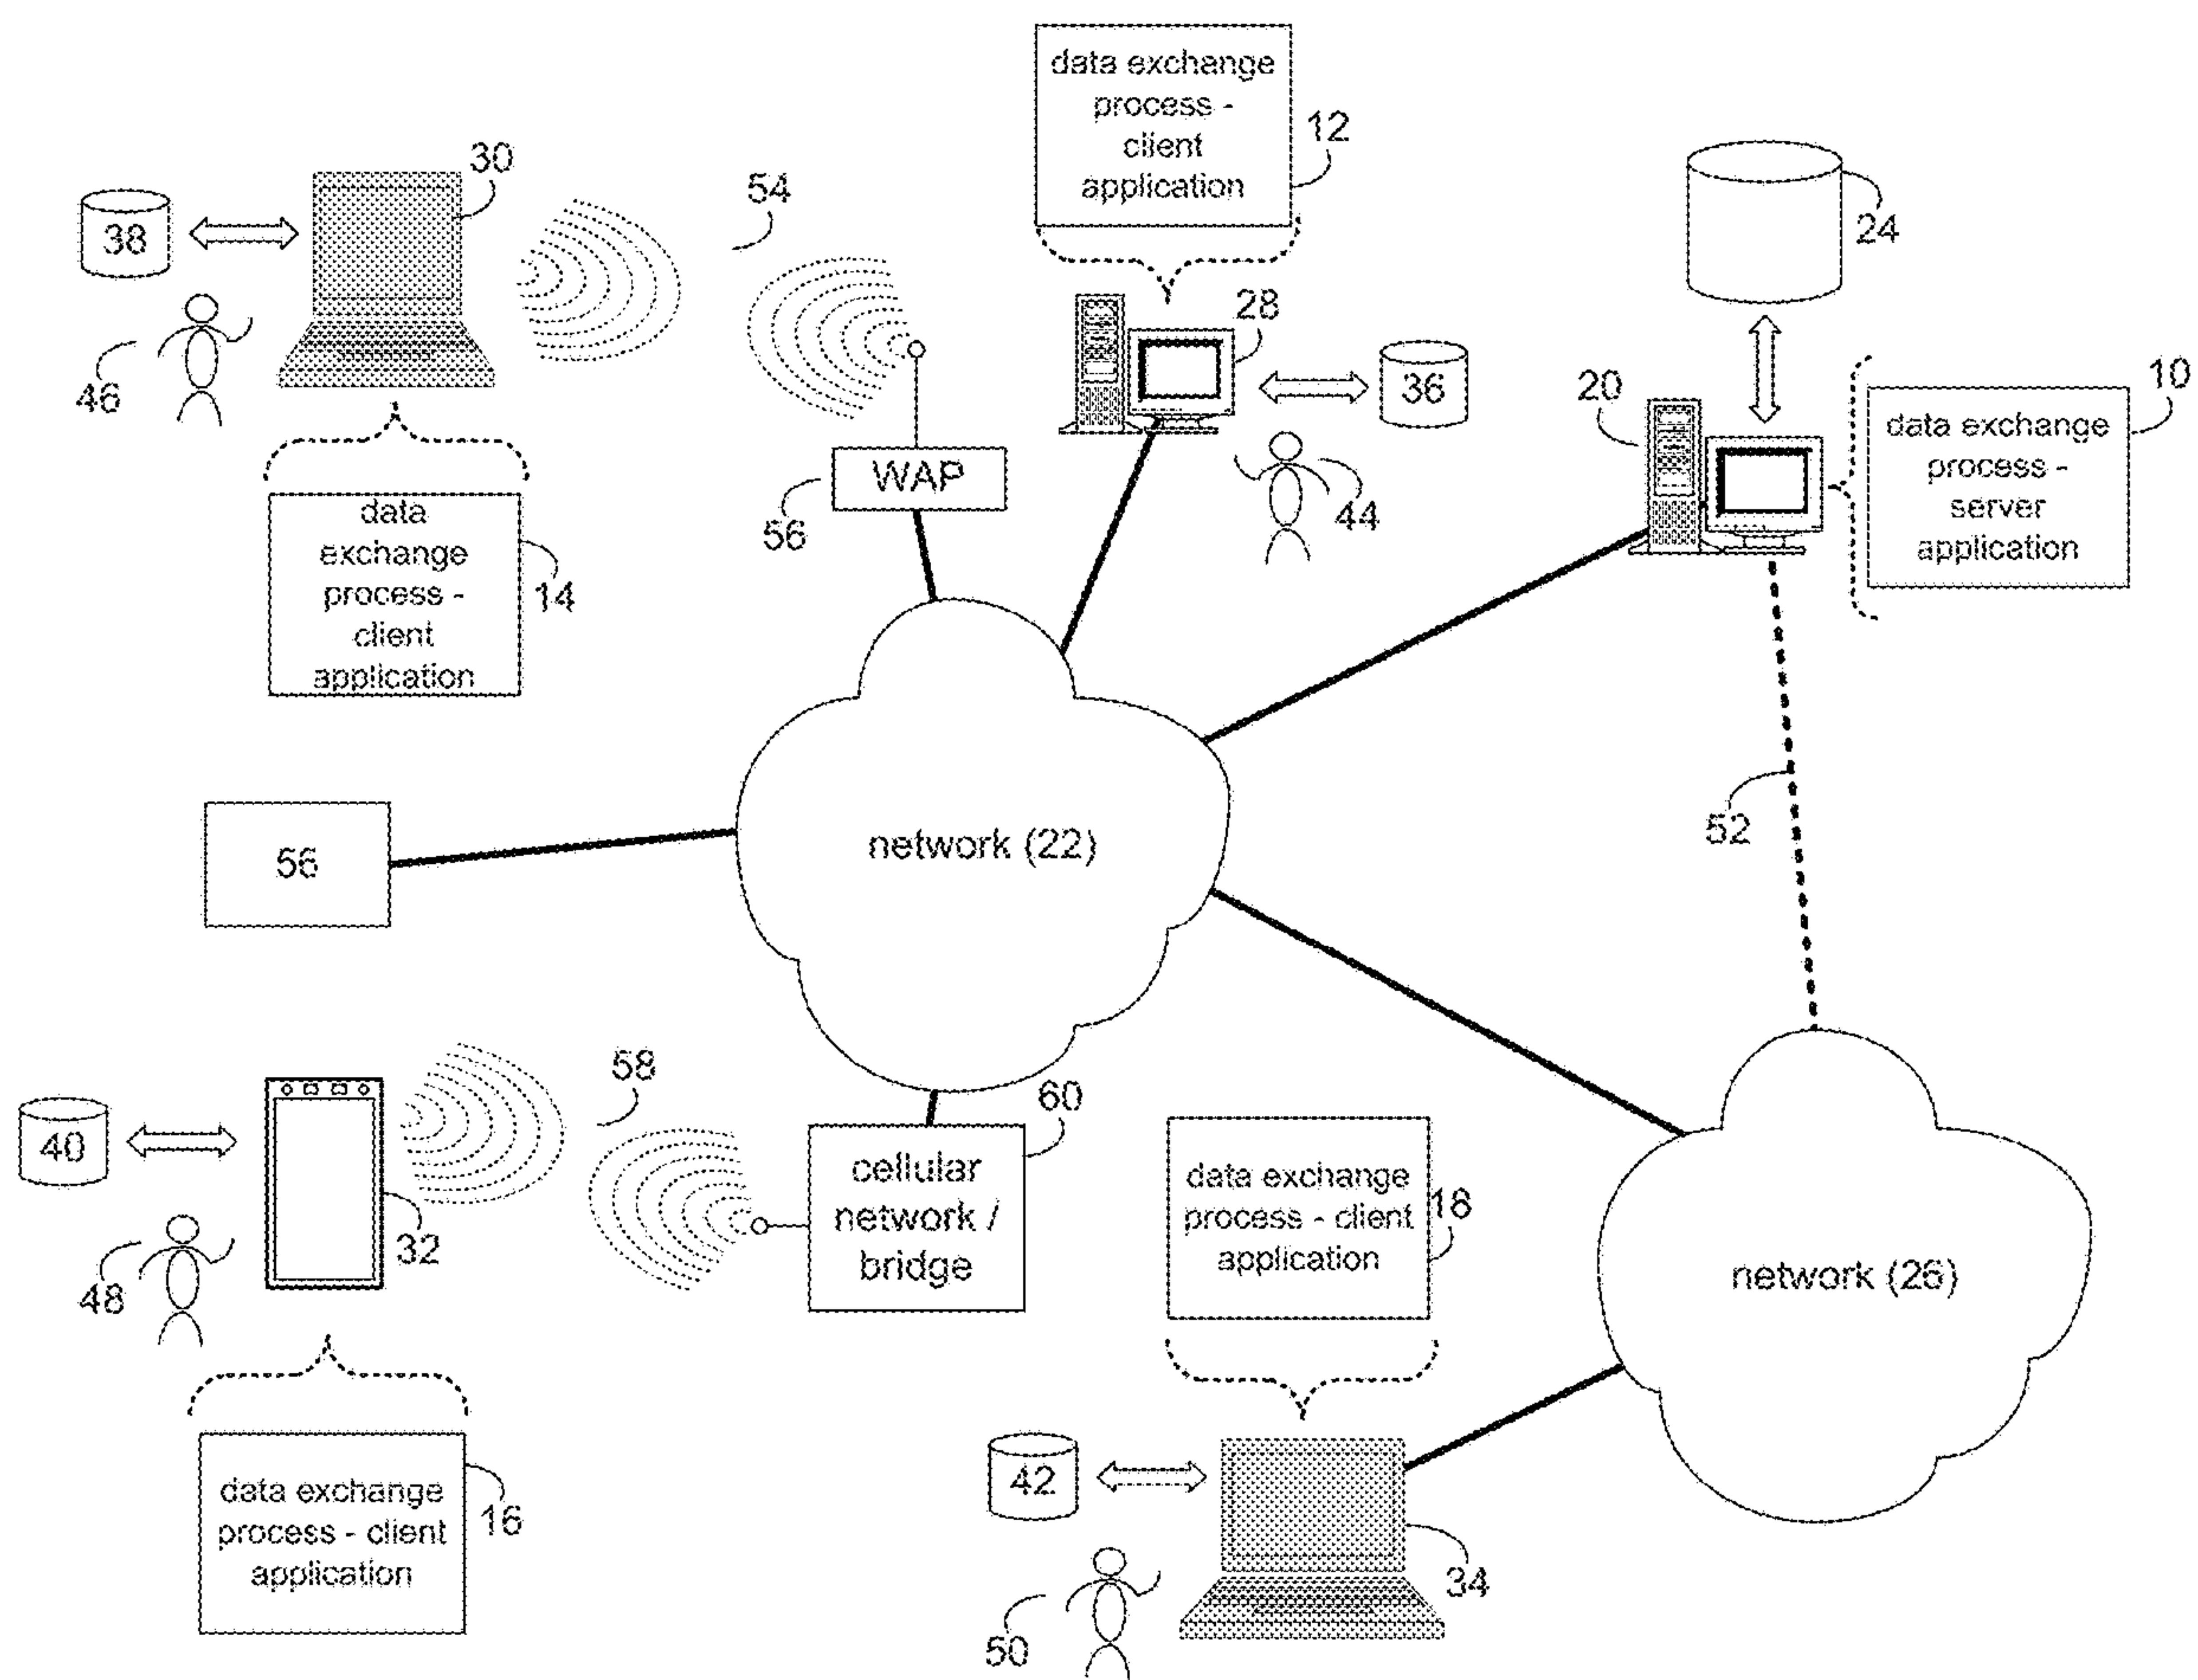 data exchange
process -
client
application
12
30
54
38
24
28
46
36
20
10
data exchange
process -
server
application
WAP
56
44
data
exchange
process -
client
application
14
network (22)
52
56
58
60
40
32
48
cellular
network /
bridge
data exchange
process - client
application
18
network (26)
data exchange
process - client
application
16
42
34
50